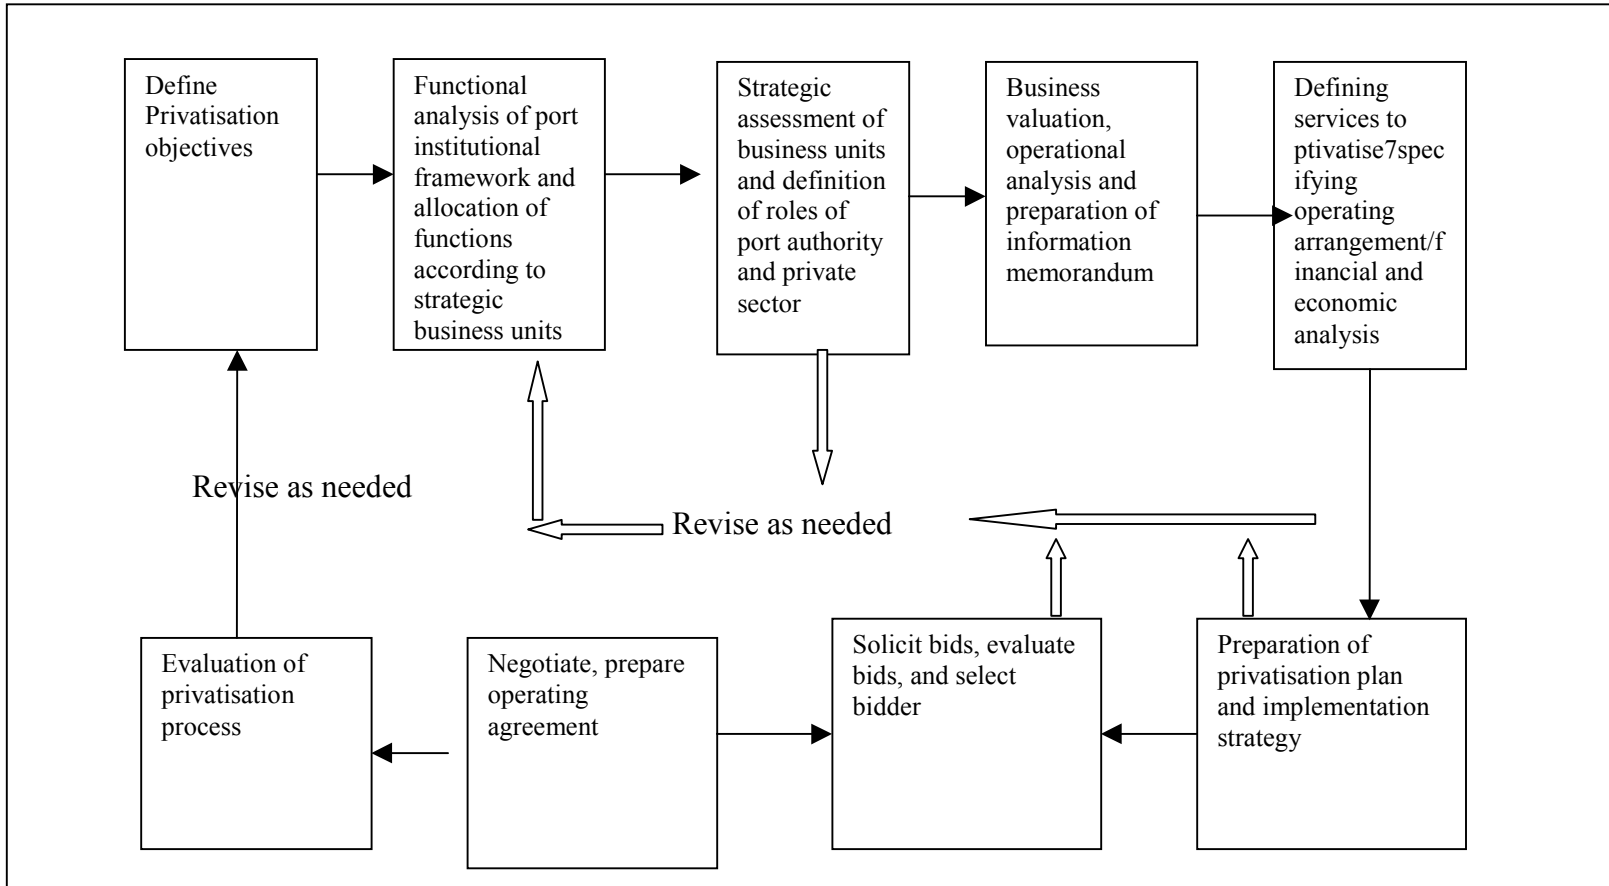 Define
Privatisation
objectives
Functional
analysis of port
institutional
framework and
allocation of
functions
according to
strategic
business units
Strategic
assessment of
business units
and definition
of roles of
port authority
and private
sector
Business
valuation,
operational
analysis and
preparation of
information
memorandum
Defining
services to
ptivatise7spec
ifying
operating
arrangement/f
inancial and
economic
analysis
Revise as needed
Revise as needed
Evaluation of
privatisation
process
Negotiate, prepare
operating
agreement
Solicit bids, evaluate
bids, and select
bidder
Preparation of
privatisation plan
and implementation
strategy